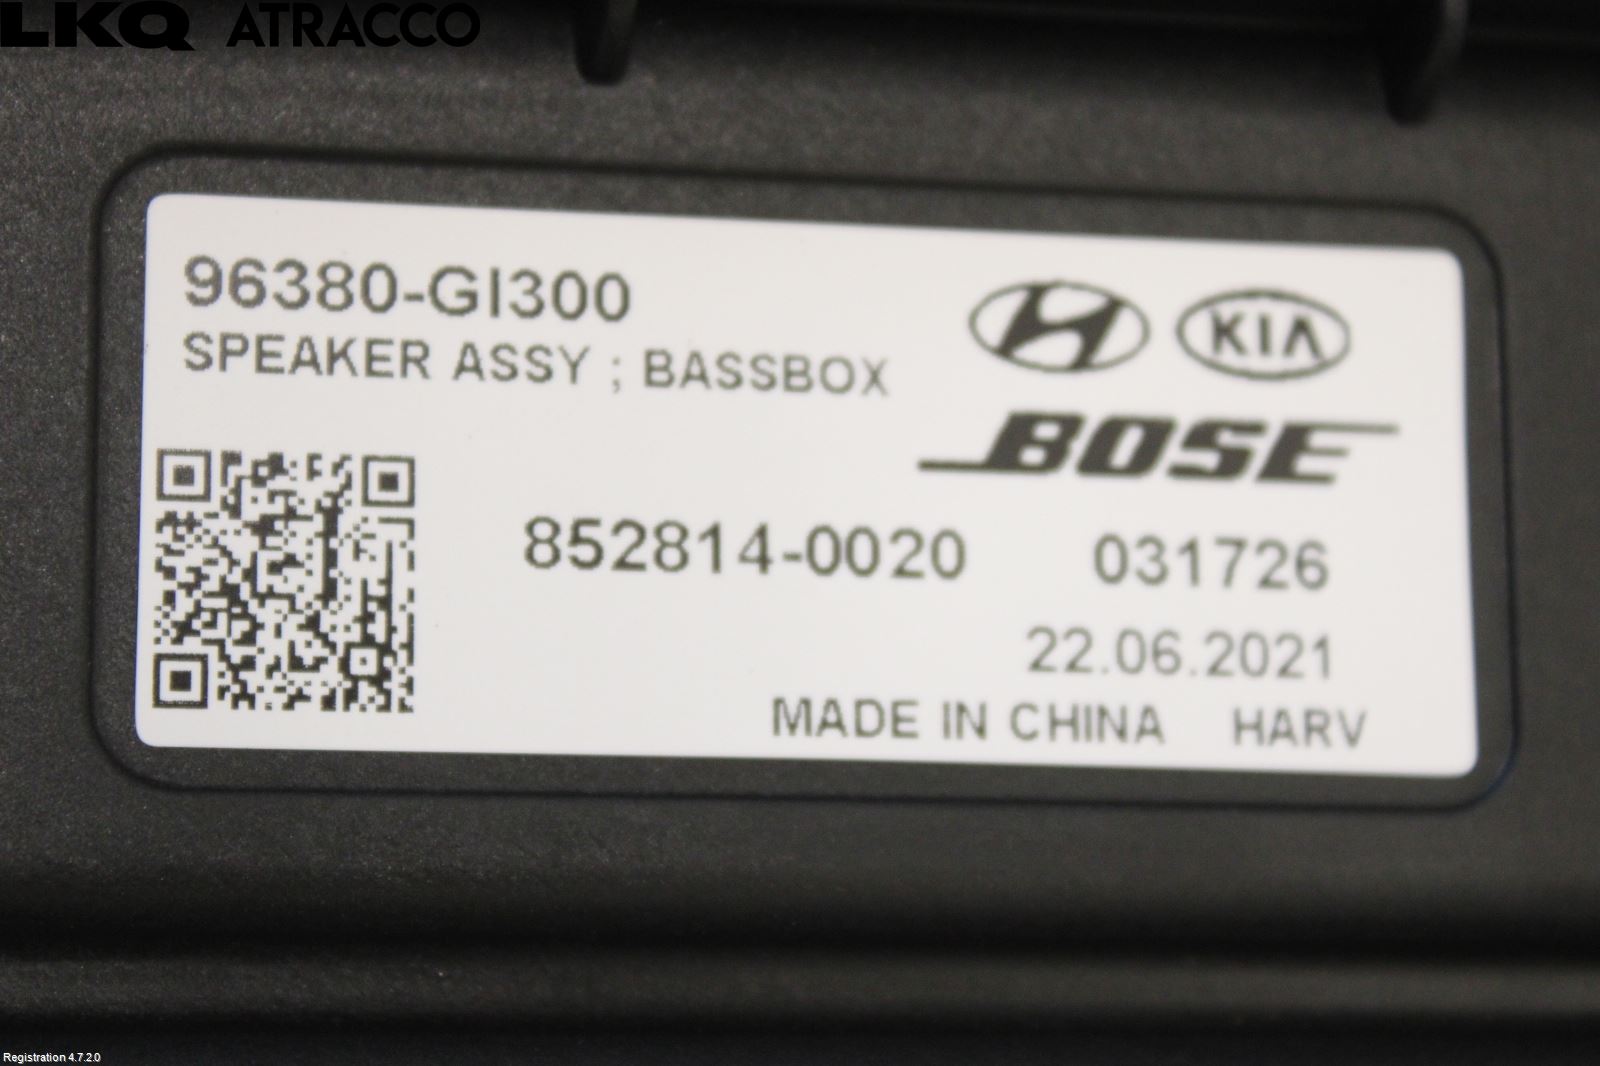 LKQ ATRACCO
96380-GI300
SPEAKER ASSY ; BASSBOX
KIA
BOSE
852814-0020 031726
22.06.2021
MADE IN CHINA HARV
Registration 4.7.2.0